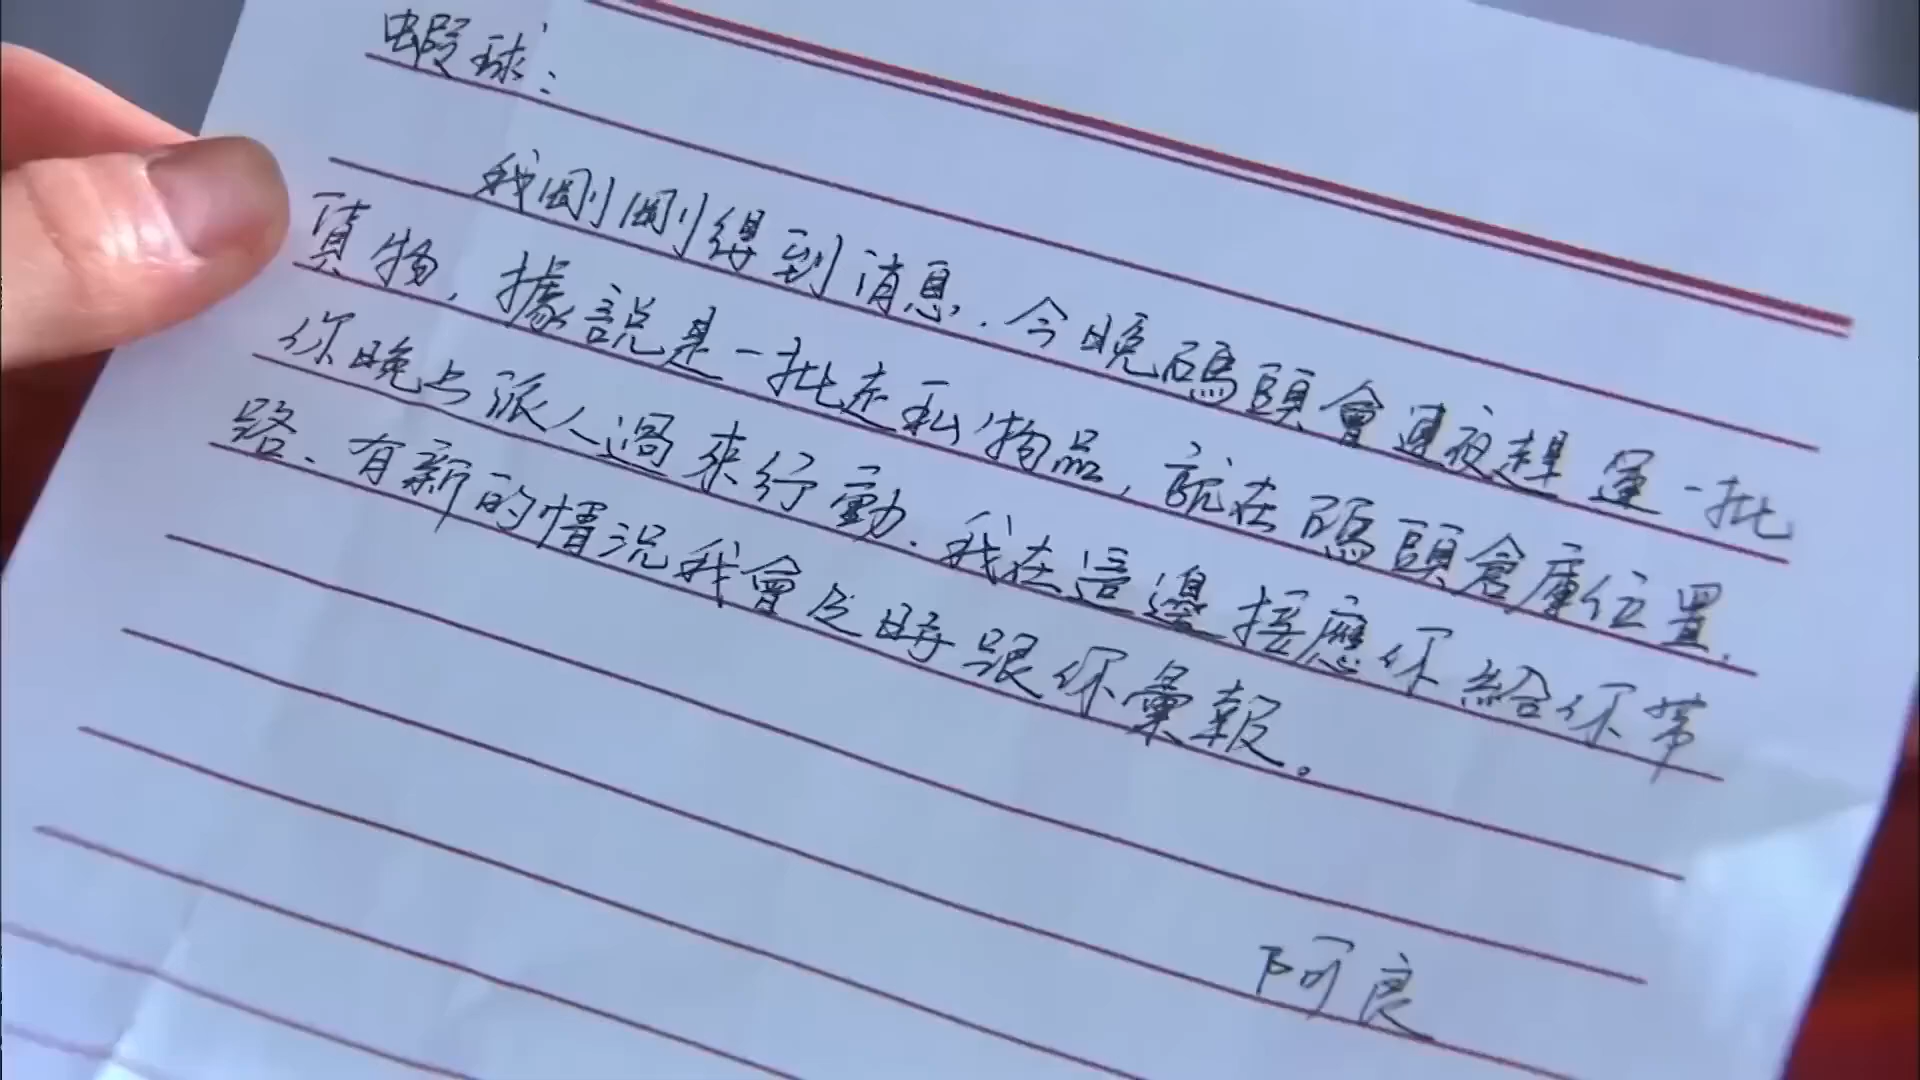 蝦球：
我剛剛得到消息．今晚碼頭會連夜趕運一批
貨物，據說是一批走私物品，就在碼頭倉庫位置．
你晚上派人過來行動．我在這邊接應你給你帶
路、有新的情況我會及時跟你彙報。
阿良